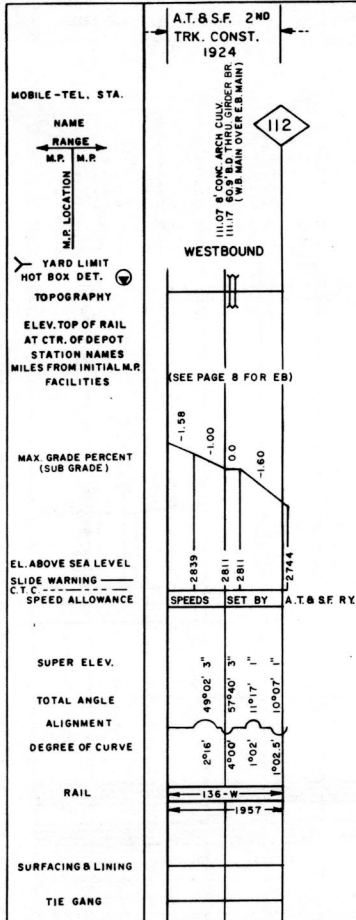 A.T. & S.F. 2ND
TRK. CONST.
1924
MOBILE-TEL. STA.
NAME
RANGE
M.P. M.P.
M.P. LOCATION
YARD LIMIT
HOT BOX DET.
TOPOGRAPHY
111.07 8' CONC. ARCH CULV.
111.17 60.9' B.D. THRU. GIRDER BR.
(W.B. MAIN OVER E.B. MAIN)
112
WESTBOUND
ELEV. TOP OF RAIL
AT CTR. OF DEPOT
STATION NAMES
MILES FROM INITIAL M.P.
FACILITIES
(SEE PAGE 8 FOR EB)
MAX. GRADE PERCENT
(SUB GRADE)
-1.58
-1.00
0.0
-1.60
EL. ABOVE SEA LEVEL
2839
2811
2811
2744
SLIDE WARNING
C.T.C.
SPEED ALLOWANCE
SPEEDS SET BY A.T. & S.F. RY.
SUPER ELEV.
3" 3" 1" 1"
TOTAL ANGLE
49°02' 57°40' 11°17' 10°07'
ALIGNMENT
DEGREE OF CURVE
2°16' 4°00' 1°02' 1°02.5'
RAIL
136-W
1957
SURFACING & LINING
TIE GANG